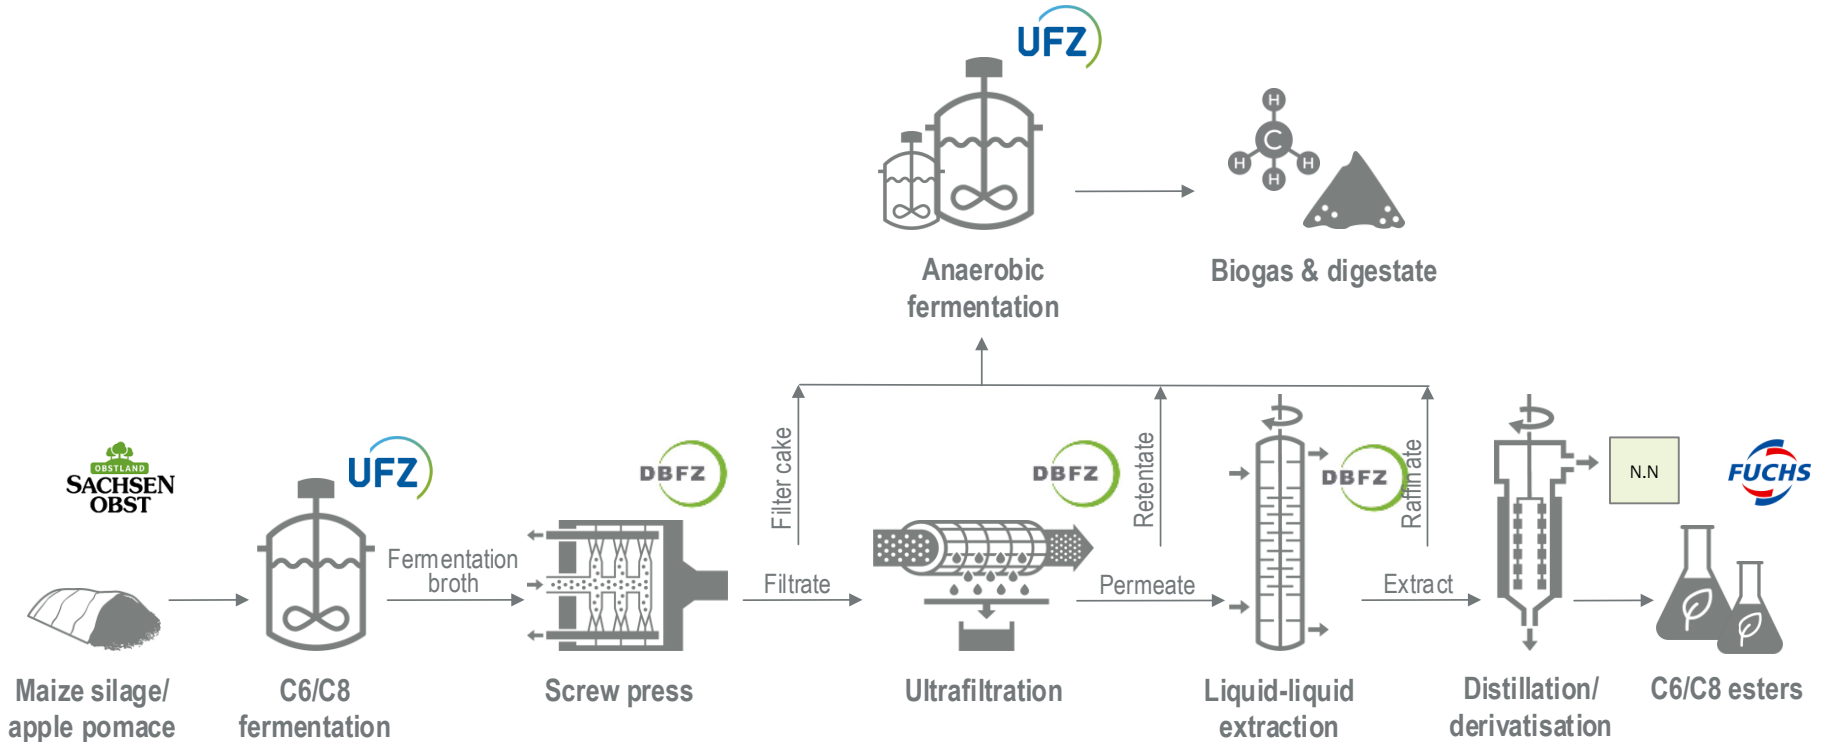 UFZ
H
C
H
H
H
Anaerobic
fermentation
Biogas & digestate
OBSTLAND
SACHSEN
OBST
UFZ
DBFZ
Filter cake
DBFZ
Retentate
DBFZ
Raffinate
N.N
FUCHS
Fermentation
broth
Filtrate
Permeate
Extract
Maize silage/
apple pomace
C6/C8
fermentation
Screw press
Ultrafiltration
Liquid-liquid
extraction
Distillation/
derivatisation
C6/C8 esters